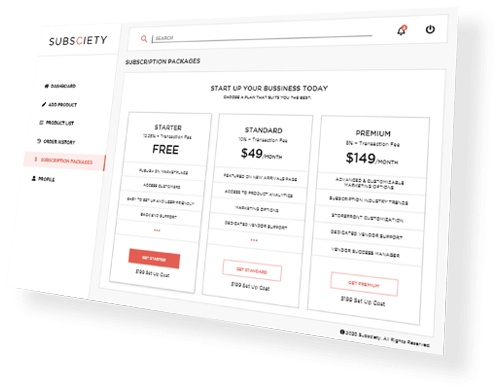 SUBSCIETY
SEARCH
DASHBOARD
ADD PRODUCT
PRODUCT LIST
ORDER HISTORY
$ SUBSCRIPTION PACKAGES
PROFILE
SUBSCRIPTION PACKAGES
START UP YOUR BUSSINESS TODAY
CHOOSE A PLAN THAT SUITS YOU THE BEST.
STARTER
12.25% + Transaction Fee
FREE
PUBLISH ON MARKETPLACE
ACCESS CUSTOMERS
EASY TO SET UP AND USER FRIENDLY
BACKEND SUPPORT
***
GET STARTER
$199 Set Up Cost
STANDARD
10% + Transaction Fee
$49/MONTH
FEATURED ON NEW ARRIVALS PAGE
ACCESS TO PRODUCT ANALYTICS
MARKETING OPTIONS
DEDICATED VENDOR SUPPORT
***
GET STANDARD
$199 Set Up Cost
PREMIUM
8% + Transaction Fee
$149/MONTH
ADVANCED & CUSTOMIZABLE
MARKETING OPTIONS
SUBSCRIPTION INDUSTRY TRENDS
STOREFRONT CUSTOMIZATION
DEDICATED VENDOR SUPPORT
VENDOR SUCCESS MANAGER
GET PREMIUM
$199 Set Up Cost
2020 Subsciety. All Rights Reserved.